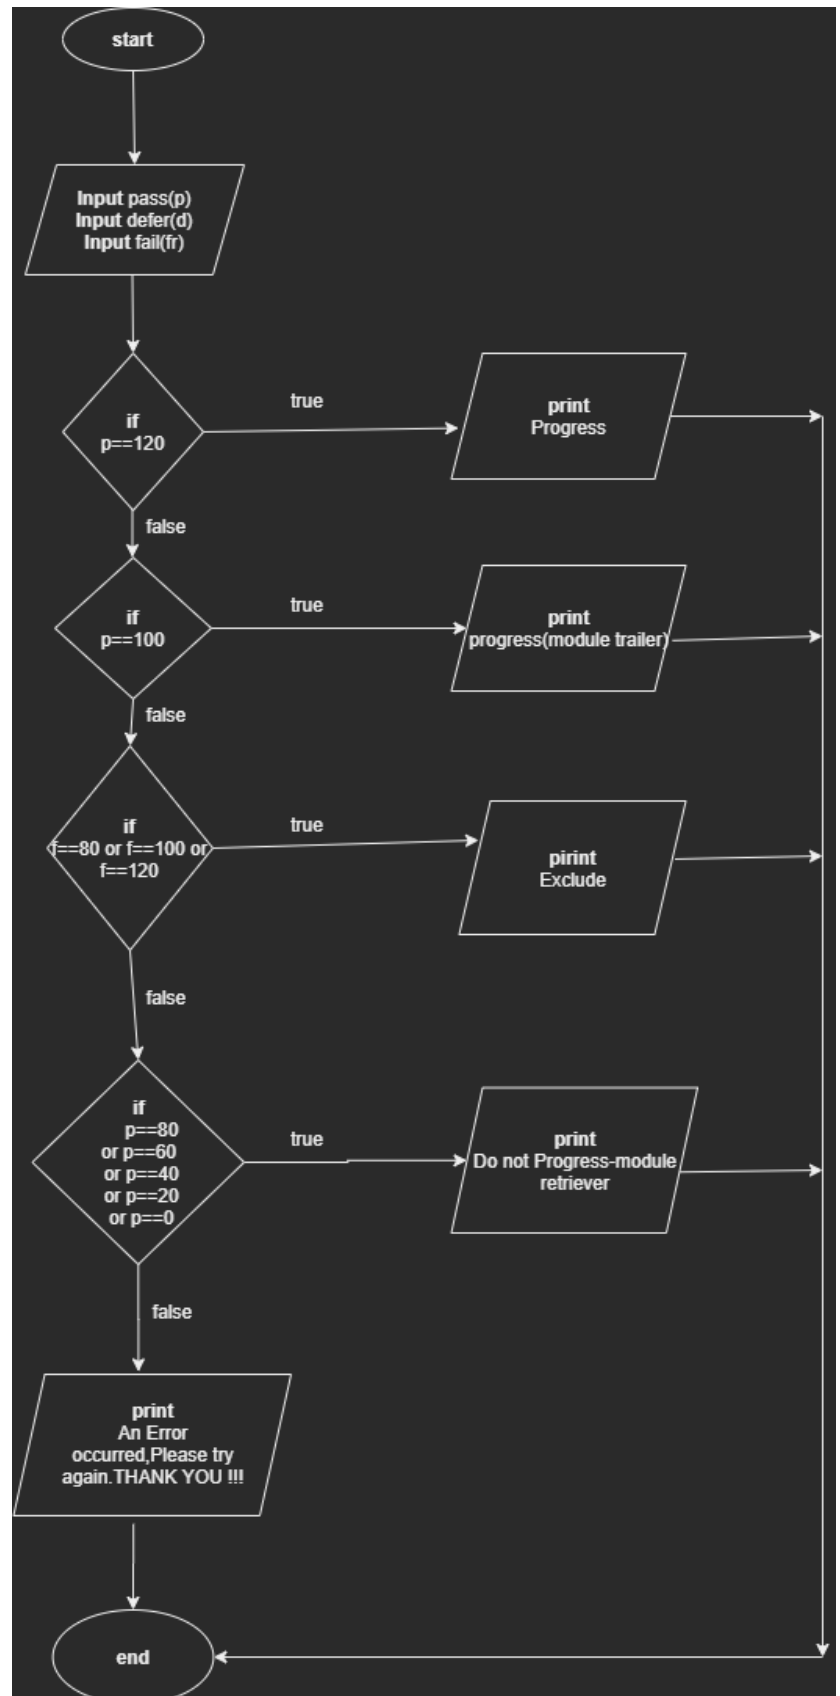 start
Input pass(p)
Input defer(d)
Input fail(fr)
if
p==120
true
print
Progress
false
if
p==100
true
print
progress(module trailer)
false
if
f==80 or f==100 or
f==120
true
pirint
Exclude
false
if
p==80
or p==60
or p==40
or p==20
or p==0
true
print
Do not Progress-module
retriever
false
print
An Error
occurred,Please try
again.THANK YOU !!!
end